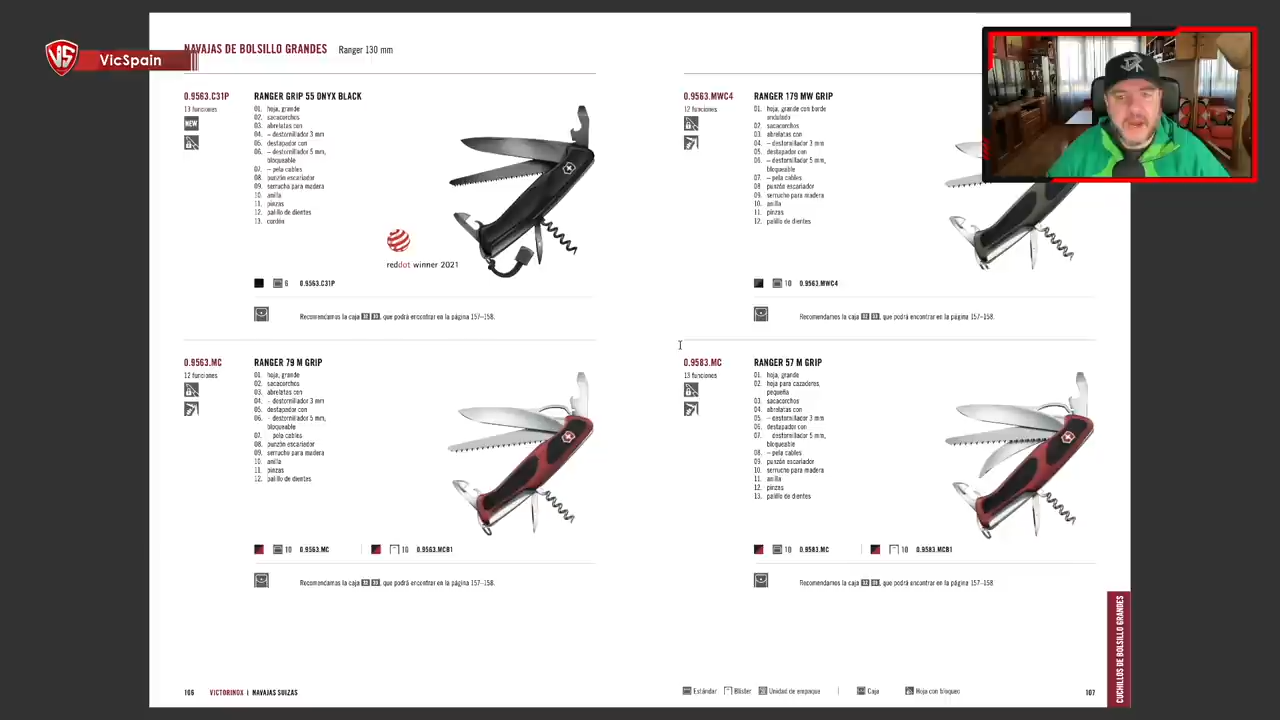 VS
VicSpain
NAVAJAS DE BOLSILLO GRANDES Ranger 130 mm
0.9563.C31P
13 funciones
NEW
RANGER GRIP 55 ONYX BLACK
01. hoja, grande
02. sacacorchos
03. abrelatas con
04. – destornillador 3 mm
05. destapador con
06. – destornillador 5 mm,
bloqueable
07. – pela cables
08. punzón escariador
09. serrucho para madera
10. anilla
11. pinzas
12. palillo de dientes
13. cordón
reddot winner 2021
8 0.9563.C31P
Recomendamos la caja, que podrá encontrar en la página 157–158.
0.9563.MWC4
12 funciones
RANGER 179 MW GRIP
01. hoja, grande con borde
ondulado
02. sacacorchos
03. abrelatas con
04. – destornillador 3 mm
05. destapador con
06. – destornillador 5 mm,
bloqueable
07. – pela cables
08 punzón escariador
09. serrucho para madera
10. anilla
11. pinzas
12. palillo de dientes
10 0.9563.MWC4
Recomendamos la caja, que podrá encontrar en la página 157–158.
0.9563.MC
12 funciones
RANGER 79 M GRIP
01. hoja, grande
02. sacacorchos
03. abrelatas con
04. - destornillador 3 mm
05. destapador con
06. - destornillador 5 mm,
bloqueable
07. pela cables
08. punzón escariador
09. serrucho para madera
10. anilla
11. pinzas
12. palillo de dientes
10 0.9563.MC 10 0.9563.MCB1
Recomendamos la caja, que podrá encontrar en la página 157–158.
0.9583.MC
13 funciones
RANGER 57 M GRIP
01. hoja, grande
02. hoja para cazadores,
pequeña
03. sacacorchos
04. abrelatas con
05. – destornillador 3 mm
06. destapador con
07. destornillador 5 mm,
bloqueable
08. – pela cables
09. punzón escariador
10. serrucho para madera
11. anilla
12. pinzas
13. palillo de dientes
10 0.9583.MC 10 0.9583.MCB1
Recomendamos la caja, que podrá encontrar en la página 157–158
CUCHILLOS DE BOLSILLO GRANDES
106 VICTORINOX | NAVAJAS SUIZAS
Estándar Blíster Unidad de empaque | Caja Hoja con bloqueo
107